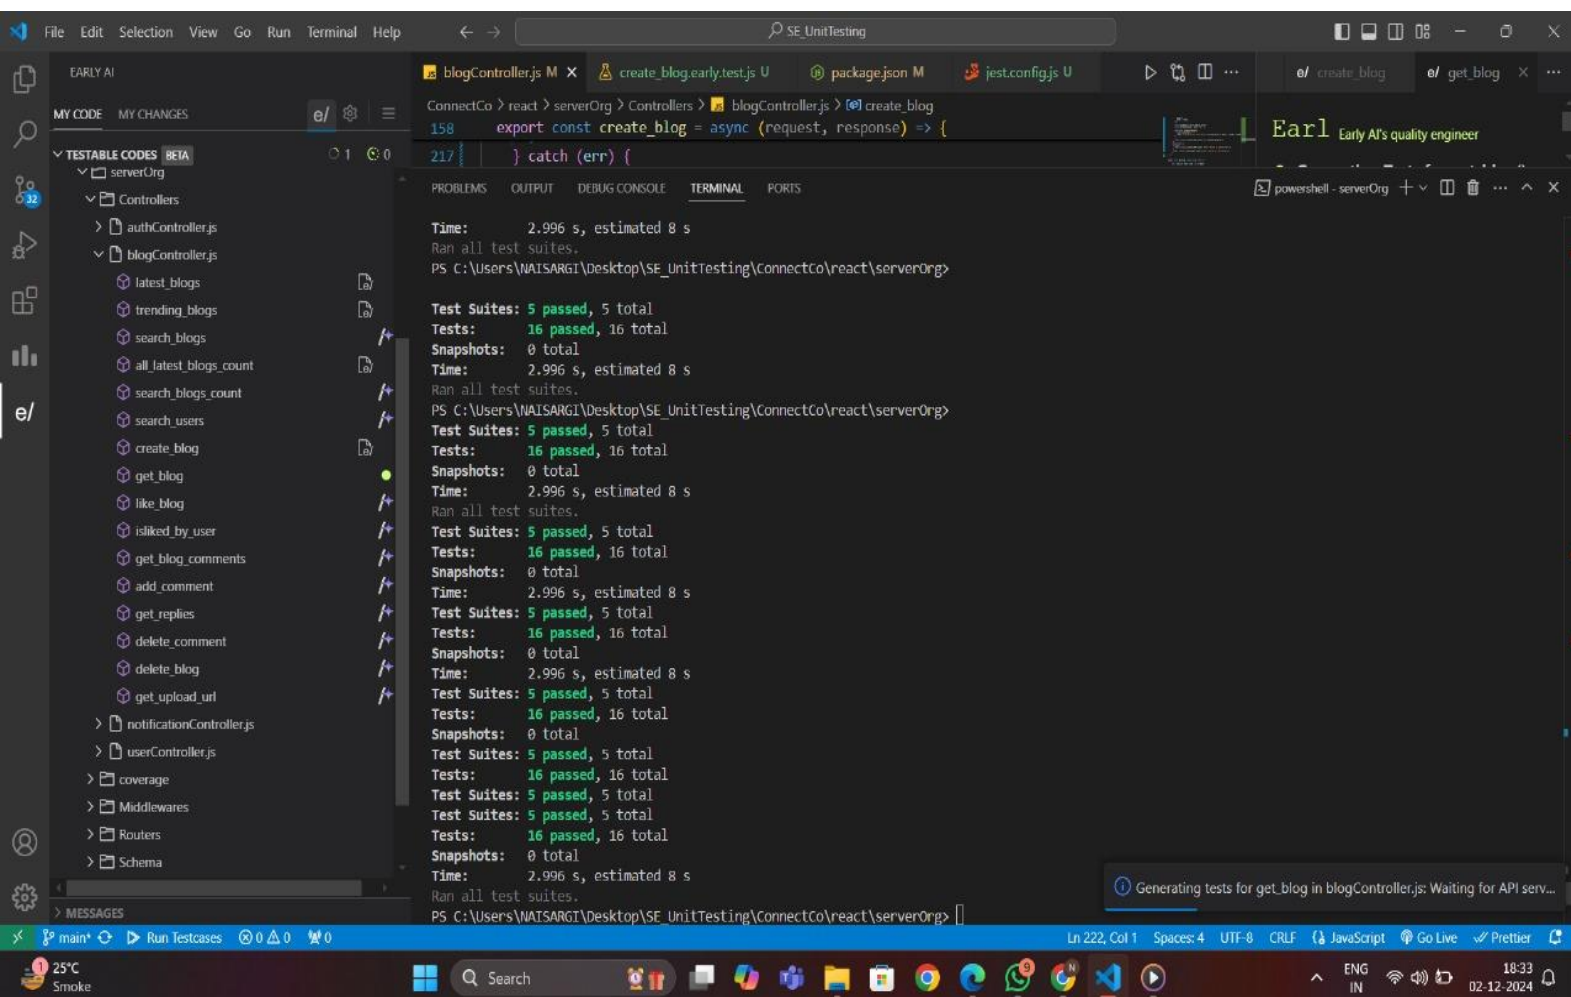 File Edit Selection View Go Run Terminal Help
SE_UnitTesting
EARLY AI
MY CODE MY CHANGES
TESTABLE CODES BETA 1 0
serverOrg
Controllers
authController.js
blogController.js
latest_blogs
trending_blogs
search_blogs
all_latest_blogs_count
search_blogs_count
search_users
create_blog
get_blog
like_blog
isliked_by_user
get_blog_comments
add_comment
get_replies
delete_comment
delete_blog
get_upload_url
notificationController.js
userController.js
coverage
Middlewares
Routers
Schema
MESSAGES
32
e/
blogController.js M create_blog.early.test.js U package.json M jest.config.js U
ConnectCo > react > serverOrg > Controllers > blogController.js > create_blog
158 export const create_blog = async (request, response) => {
217 } catch (err) {
e/ create_blog e/ get_blog
Earl Early AI's quality engineer
PROBLEMS OUTPUT DEBUG CONSOLE TERMINAL PORTS
powershell - serverOrg
Time: 2.996 s, estimated 8 s
Ran all test suites.
PS C:\Users\NAISARGI\Desktop\SE_UnitTesting\ConnectCo\react\serverOrg>
Test Suites: 5 passed, 5 total
Tests: 16 passed, 16 total
Snapshots: 0 total
Time: 2.996 s, estimated 8 s
Ran all test suites.
PS C:\Users\NAISARGI\Desktop\SE_UnitTesting\ConnectCo\react\serverOrg>
Test Suites: 5 passed, 5 total
Tests: 16 passed, 16 total
Snapshots: 0 total
Time: 2.996 s, estimated 8 s
Ran all test suites.
Test Suites: 5 passed, 5 total
Tests: 16 passed, 16 total
Snapshots: 0 total
Time: 2.996 s, estimated 8 s
Test Suites: 5 passed, 5 total
Tests: 16 passed, 16 total
Snapshots: 0 total
Time: 2.996 s, estimated 8 s
Test Suites: 5 passed, 5 total
Tests: 16 passed, 16 total
Snapshots: 0 total
Test Suites: 5 passed, 5 total
Tests: 16 passed, 16 total
Test Suites: 5 passed, 5 total
Test Suites: 5 passed, 5 total
Tests: 16 passed, 16 total
Snapshots: 0 total
Time: 2.996 s, estimated 8 s
Ran all test suites.
PS C:\Users\NAISARGI\Desktop\SE_UnitTesting\ConnectCo\react\serverOrg>
Generating tests for get_blog in blogController.js: Waiting for API serv...
main* Run Testcases 0 0 0 Ln 222, Col 1 Spaces: 4 UTF-8 CRLF JavaScript Go Live Prettier
1
25°C
Smoke
Search
9
ENG
IN
18:33
02-12-2024